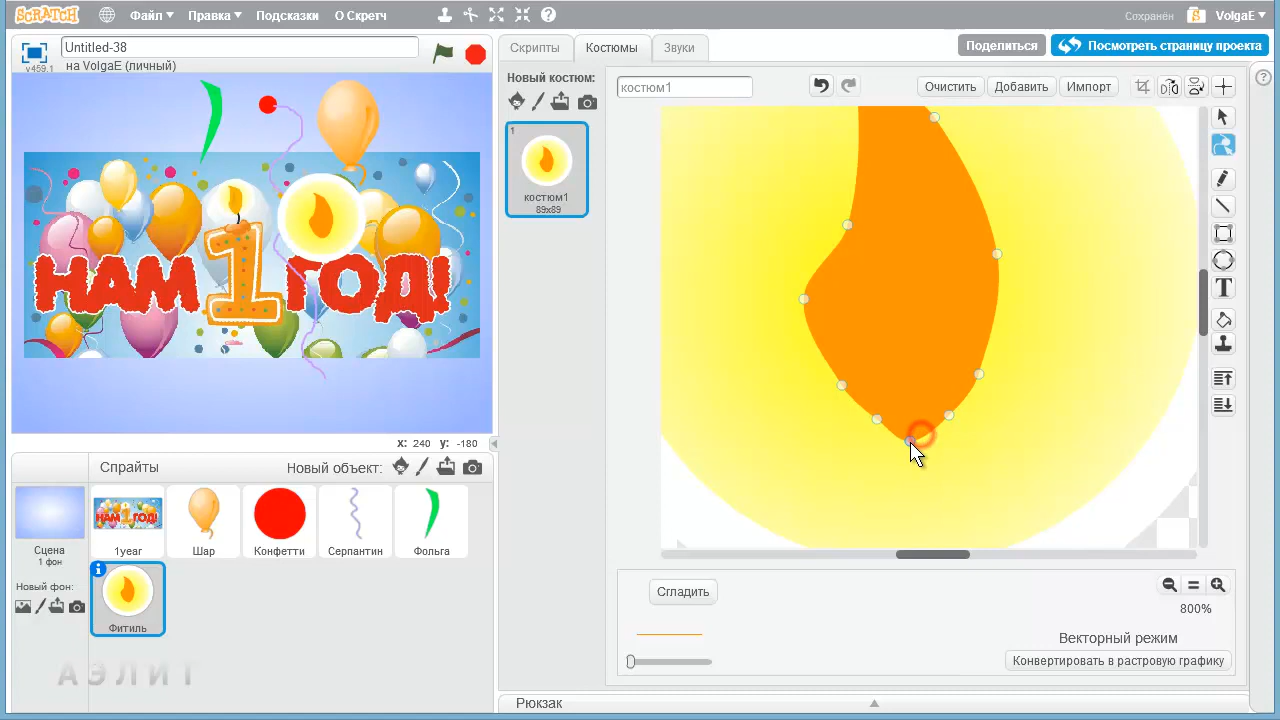 SCRATCH
Файл Правка Подсказки О Скретч
Сохранён VolgaE
v459.1
Untitled-38
на VolgaE (личный)
Скрипты Костюмы Звуки
Поделиться Посмотреть страницу проекта
Новый костюм:
костюм1
Очистить Добавить Импорт
1
костюм1
89x89
НАМ 1 ГОД!
x: 240 y: -180
Спрайты Новый объект:
Сцена
1 фон
Новый фон:
1year Шар Конфетти Серпантин Фольга
Фитиль
АЭЛИТ
Сгладить
800%
Векторный режим
Конвертировать в растровую графику
Рюкзак